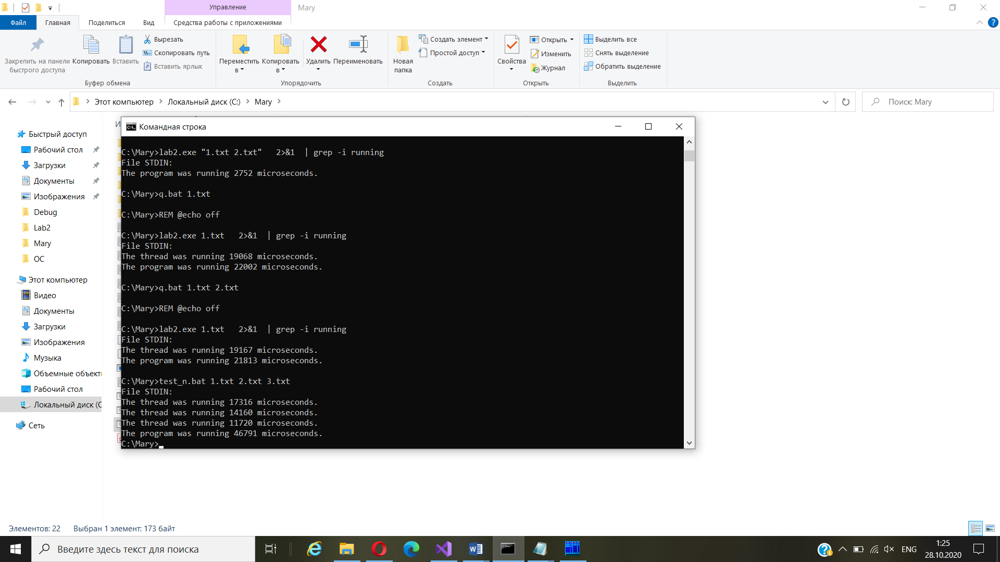 Управление
Mary
Файл
Главная
Поделиться
Вид
Средства работы с приложениями
?
Закрепить на панели
быстрого доступа
Копировать
Вставить
Вырезать
Скопировать путь
Вставить ярлык
Буфер обмена
Переместить
в
Копировать
в
Удалить
Переименовать
Упорядочить
Новая
папка
Создать элемент
Простой доступ
Создать
Свойства
Открыть
Изменить
Журнал
Открыть
Выделить все
Снять выделение
Обратить выделение
Выделить
Этот компьютер
Локальный диск (C:)
Mary
Поиск: Mary
Быстрый доступ
Рабочий стол
Загрузки
Документы
Изображения
Debug
Lab2
Mary
ОС
Этот компьютер
Видео
Документы
Загрузки
Изображения
Музыка
Объемные объект
Рабочий стол
Локальный диск (C
Сеть
И
Командная строка
C:\Mary>lab2.exe "1.txt 2.txt"   2>&1  | grep -i running
File STDIN:
The program was running 2752 microseconds.
C:\Mary>q.bat 1.txt
C:\Mary>REM @echo off
C:\Mary>lab2.exe 1.txt   2>&1  | grep -i running
File STDIN:
The thread was running 19068 microseconds.
The program was running 22002 microseconds.
C:\Mary>q.bat 1.txt 2.txt
C:\Mary>REM @echo off
C:\Mary>lab2.exe 1.txt   2>&1  | grep -i running
File STDIN:
The thread was running 19167 microseconds.
The program was running 21813 microseconds.
C:\Mary>test_n.bat 1.txt 2.txt 3.txt
File STDIN:
The thread was running 17316 microseconds.
The thread was running 14160 microseconds.
The thread was running 11720 microseconds.
The program was running 46791 microseconds.
C:\Mary>
Элементов: 22
Выбран 1 элемент: 173 байт
Введите здесь текст для поиска
ENG
1:25
28.10.2020